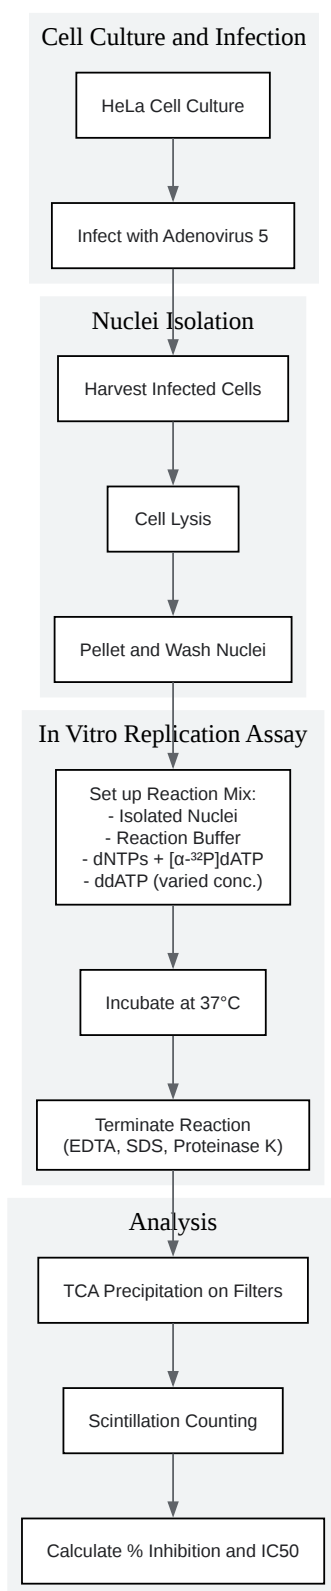 Cell Culture and Infection
HeLa Cell Culture
Infect with Adenovirus 5
Nuclei Isolation
Harvest Infected Cells
Cell Lysis
Pellet and Wash Nuclei
In Vitro Replication Assay
Set up Reaction Mix:
- Isolated Nuclei
- Reaction Buffer
- dNTPs + [α-³²P]dATP
- ddATP (varied conc.)
Incubate at 37°C
Terminate Reaction
(EDTA, SDS, Proteinase K)
Analysis
TCA Precipitation on Filters
Scintillation Counting
Calculate % Inhibition and IC50